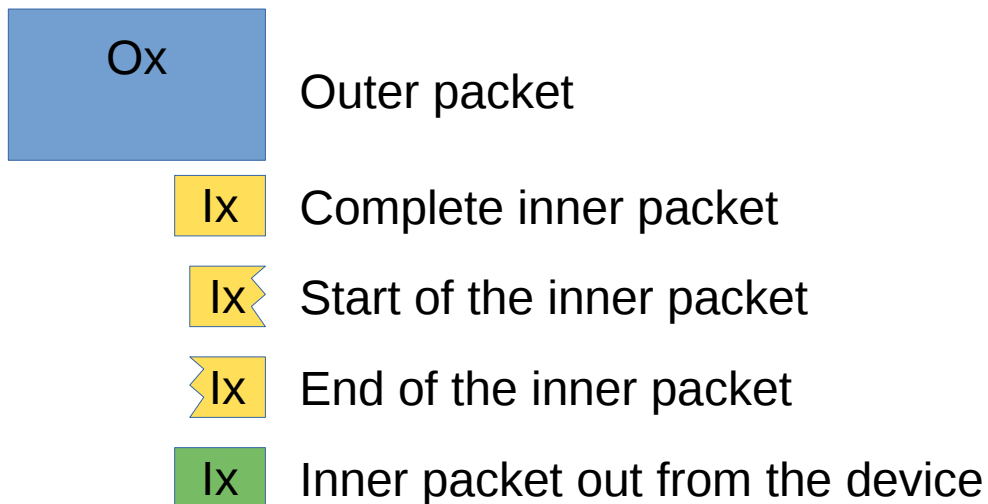 Ox
Outer packet
Ix Complete inner packet
Ix Start of the inner packet
Ix End of the inner packet
Ix Inner packet out from the device